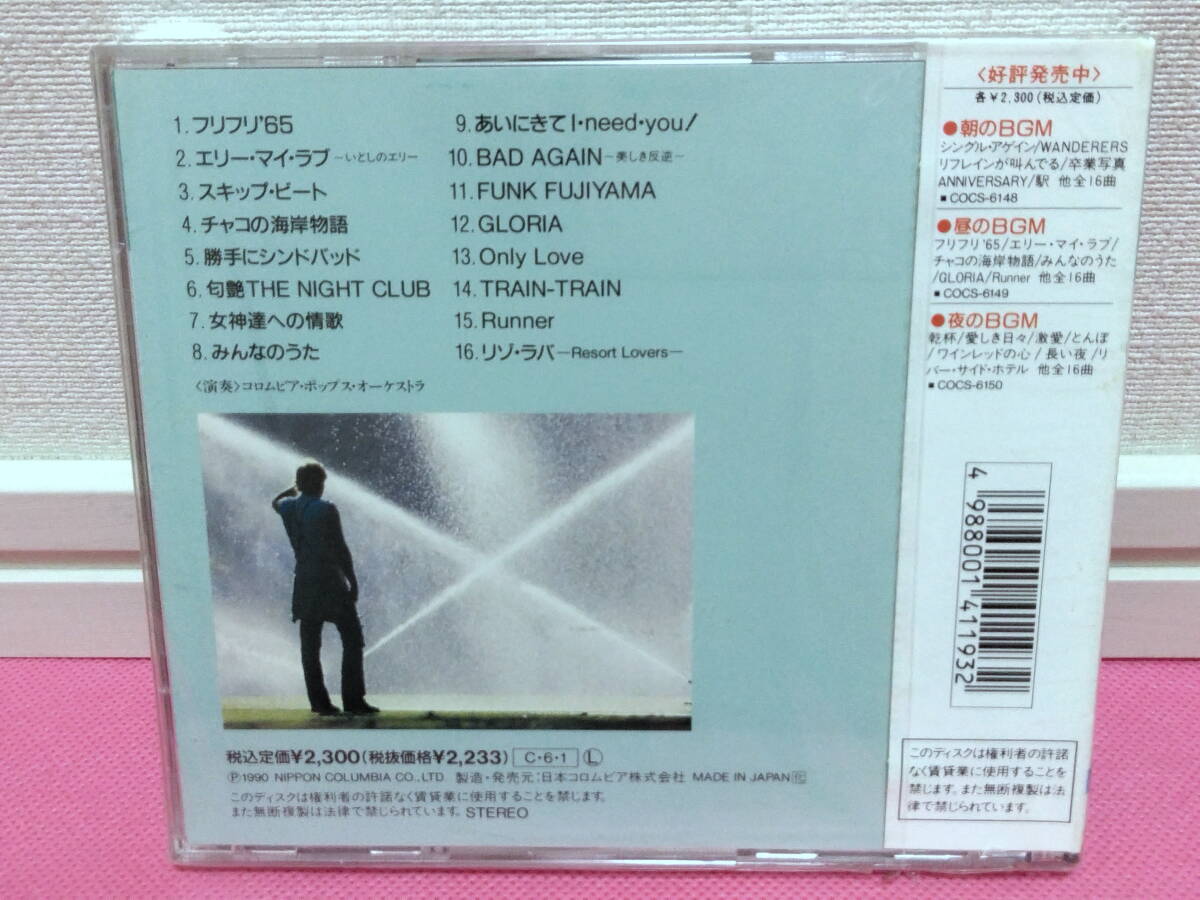 1. フリフリ'65
2. エリー・マイ・ラブ ~いとしのエリー
3. スキップ・ビート
4. チャコの海岸物語
5. 勝手にシンドバッド
6. 匂艶THE NIGHT CLUB
7. 女神達への情歌
8. みんなのうた
9. あいにきて I・need・you!
10. BAD AGAIN~美しき反逆~
11. FUNK FUJIYAMA
12. GLORIA
13. Only Love
14. TRAIN-TRAIN
15. Runner
16. リゾ・ラバ—Resort Lovers—
〈演奏〉コロムビア・ポップス・オーケストラ
税込定価¥2,300(税抜価格¥2,233) C・6・1 Ⓛ
Ⓟ1990 NIPPON COLUMBIA CO.,LTD. 製造・発売元:日本コロムビア株式会社 MADE IN JAPAN
このディスクは権利者の許諾なく賃貸業に使用することを禁じます。
また無断複製は法律で禁じられています。STEREO
〈好評発売中〉
各¥2,300(税込定価)
●朝のBGM
シングル・アゲイン/WANDERERS
リフレインが叫んでる/卒業写真
ANNIVERSARY/駅 他全16曲
■COCS-6148
●昼のBGM
フリフリ'65/エリー・マイ・ラブ/
チャコの海岸物語/みんなのうた
/GLORIA/Runner 他全16曲
■COCS-6149
●夜のBGM
乾杯/愛しき日々/激愛/とんぼ
/ワインレッドの心/長い夜/リ
バー・サイド・ホテル 他全16曲
■COCS-6150
4 988001 411932
このディスクは権利者の許諾
なく賃貸業に使用することを
禁じます。また無断複製は法
律で禁じられています。